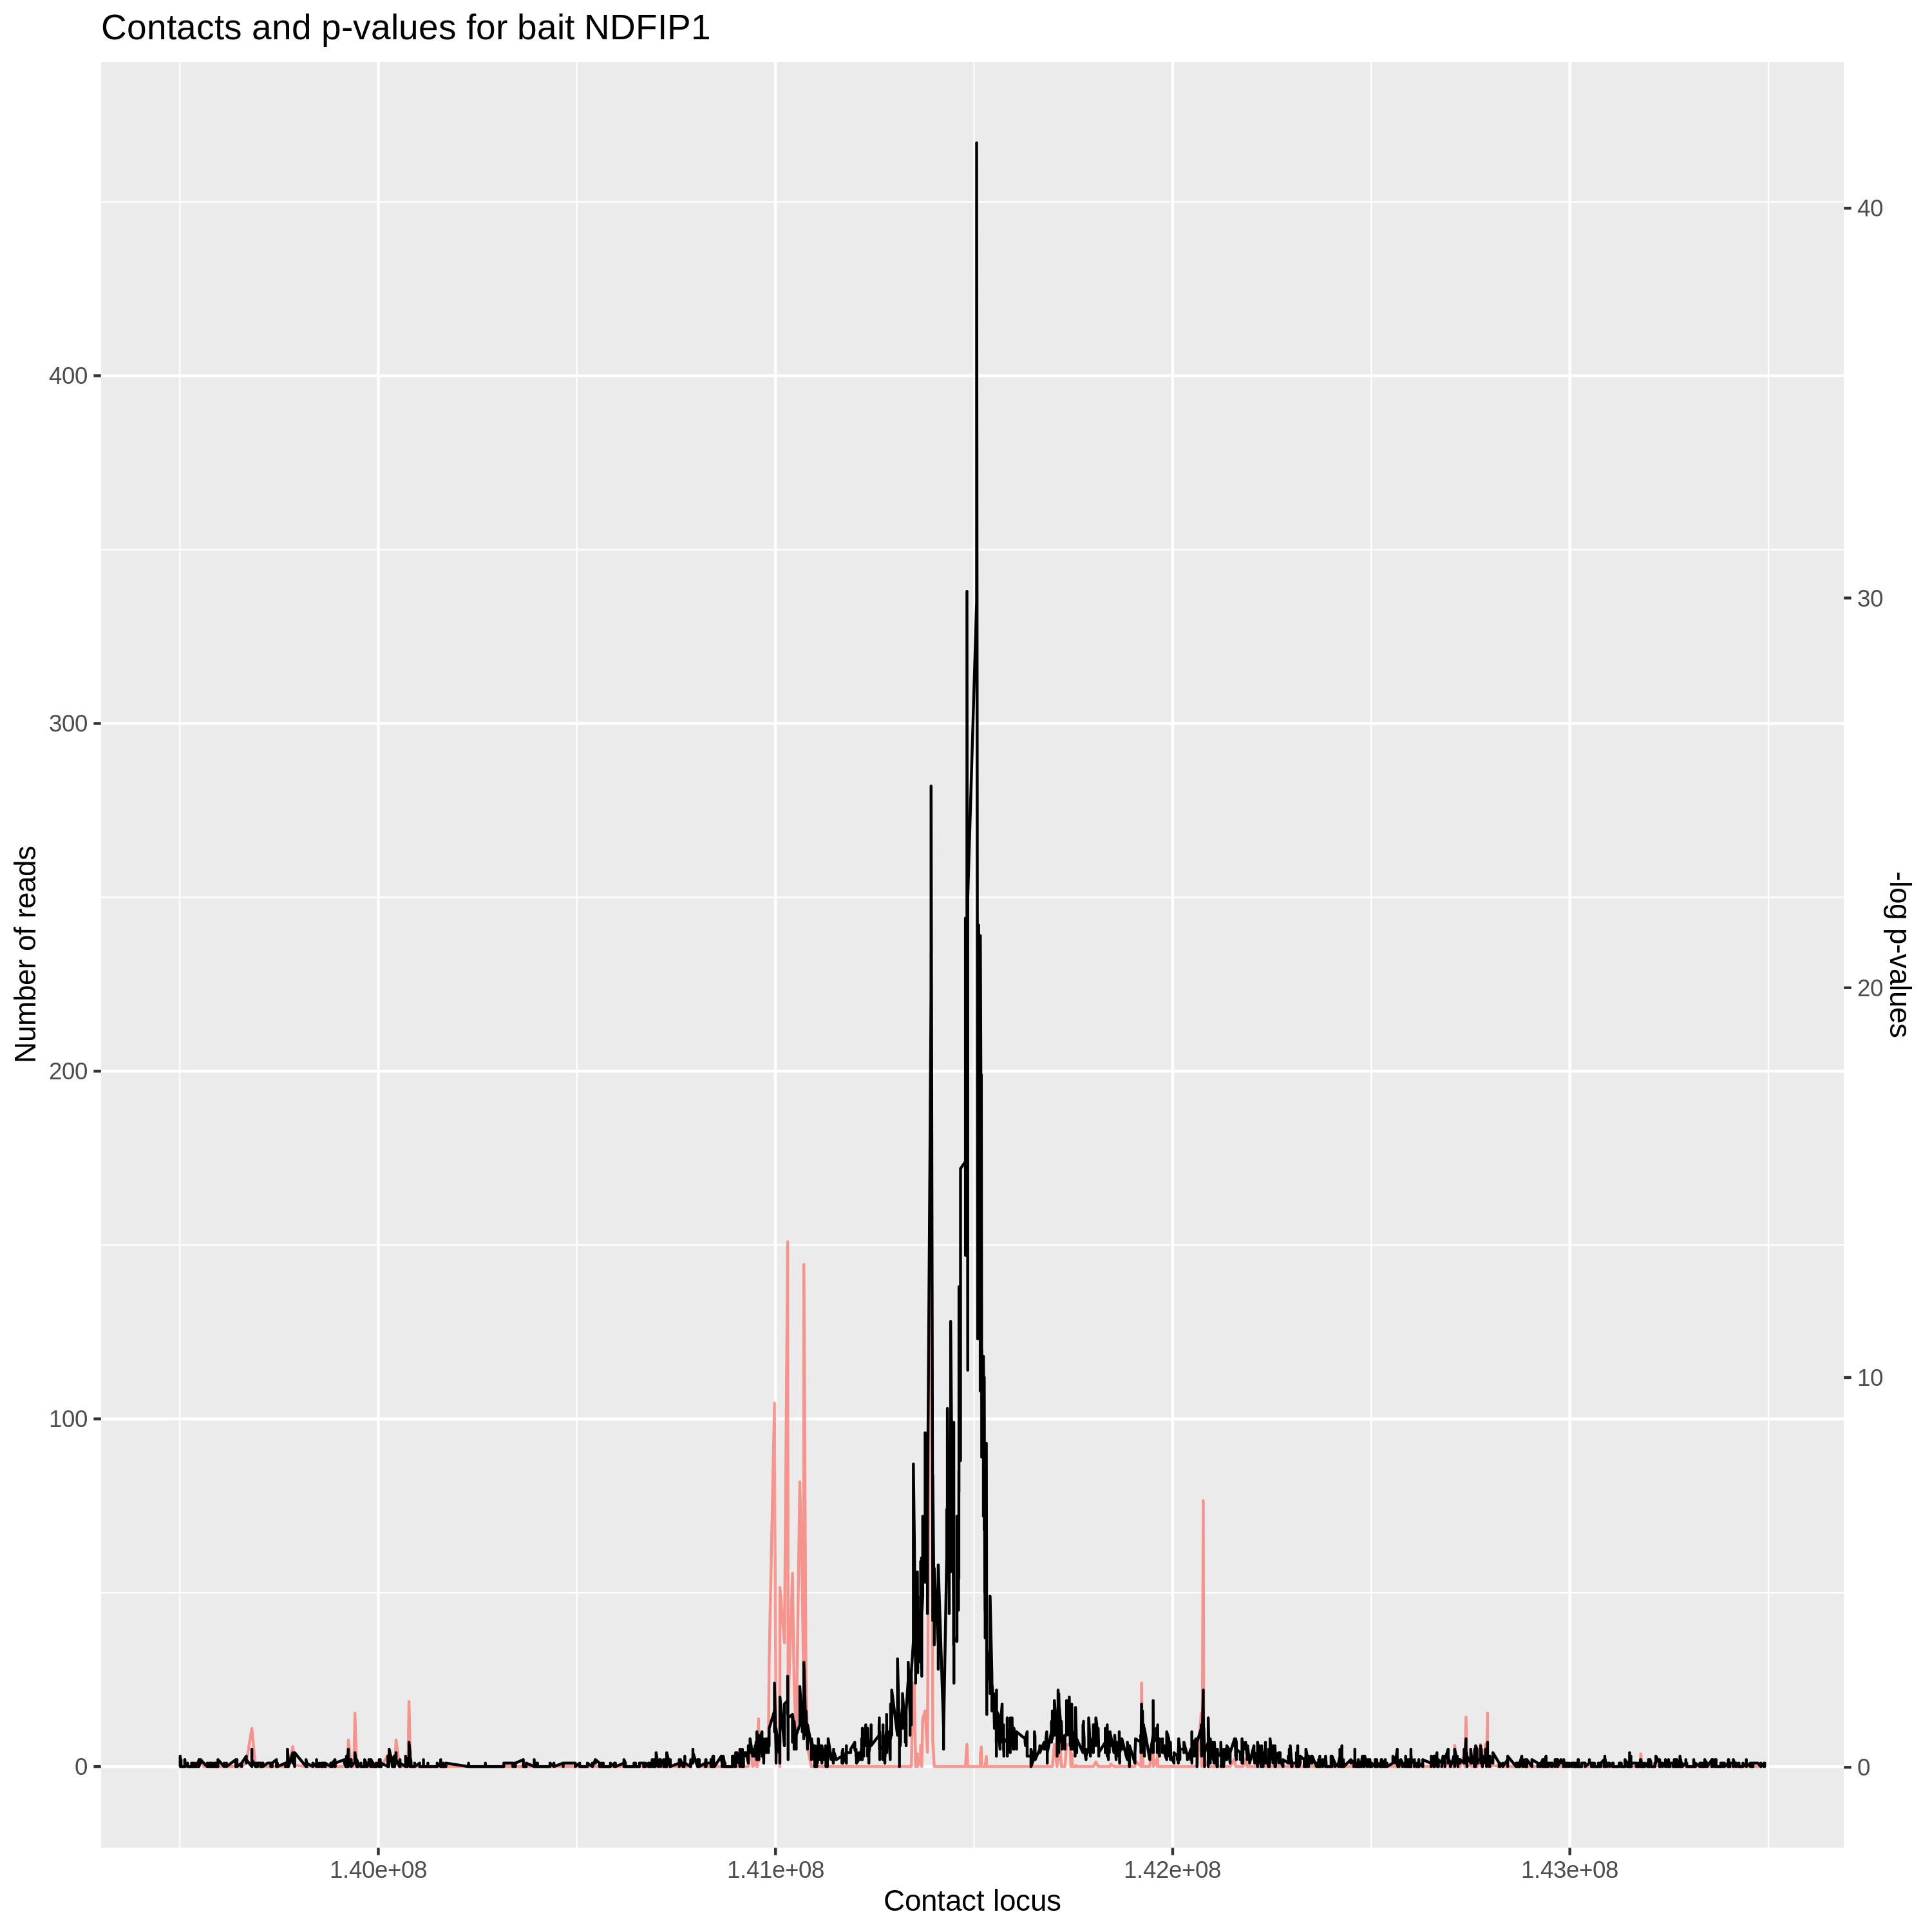 Contacts and p-values for bait NDFIP1
Number of reads
400
300
200
100
0
40
30
20
10
0
-log p-values
1.40e+08
1.41e+08
1.42e+08
1.43e+08
Contact locus